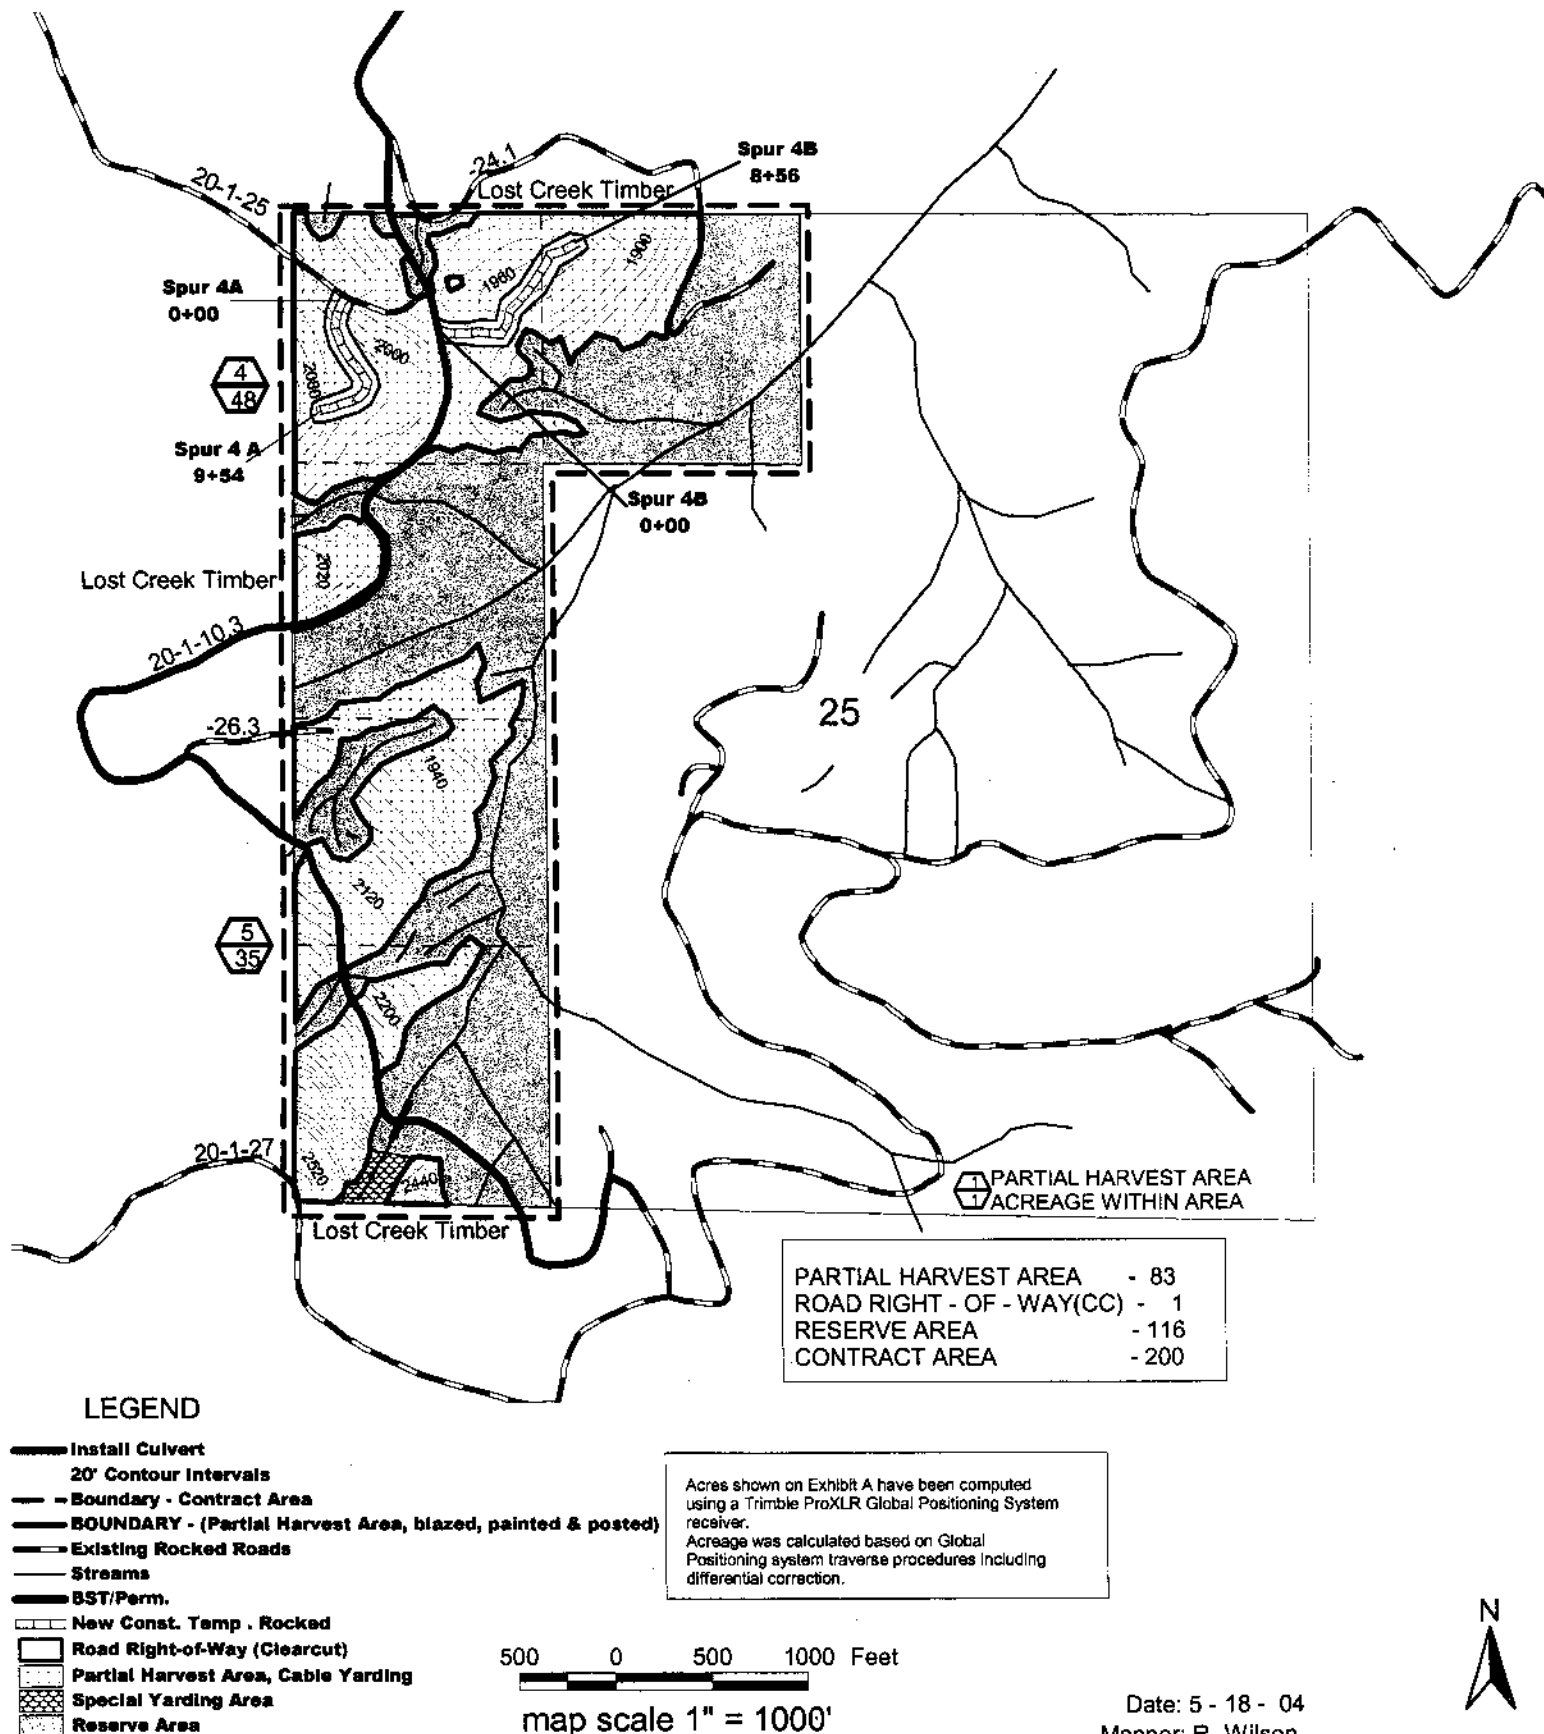 -24.1
Spur 4B
8+56
20-1-25
Lost Creek Timber
1900
1960
Spur 4A
0+00
2000
2080
4
48
Spur 4 A
9+54
Spur 4B
0+00
2020
Lost Creek Timber
20-1-10.3
25
-26.3
1940
2120
5
35
2200
20-1-27
2520
2440
1
1
PARTIAL HARVEST AREA
ACREAGE WITHIN AREA
Lost Creek Timber
PARTIAL HARVEST AREA - 83
ROAD RIGHT - OF - WAY(CC) - 1
RESERVE AREA - 116
CONTRACT AREA - 200
LEGEND
Install Culvert
20' Contour Intervals
Boundary - Contract Area
BOUNDARY - (Partial Harvest Area, blazed, painted & posted)
Existing Rocked Roads
Streams
BST/Perm.
New Const. Temp . Rocked
Road Right-of-Way (Clearcut)
Partial Harvest Area, Cable Yarding
Special Yarding Area
Reserve Area
Acres shown on Exhibit A have been computed
using a Trimble ProXLR Global Positioning System
receiver.
Acreage was calculated based on Global
Positioning system traverse procedures including
differential correction.
500 0 500 1000 Feet
map scale 1" = 1000'
N
Date: 5 - 18 - 04
R. Wilson